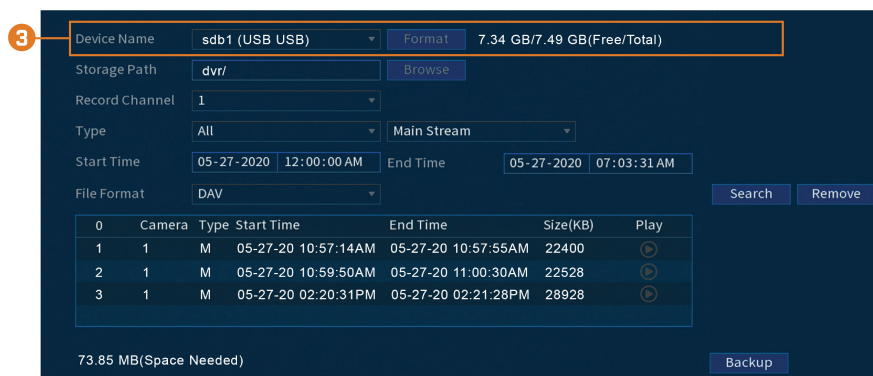 3
Device Name sdb1 (USB USB) Format 7.34 GB/7.49 GB(Free/Total)
Storage Path dvr/ Browse
Record Channel 1
Type All Main Stream
Start Time 05-27-2020 12:00:00 AM End Time 05-27-2020 07:03:31 AM
File Format DAV Search Remove
0 Camera Type Start Time End Time Size(KB) Play
1 1 M 05-27-20 10:57:14AM 05-27-20 10:57:55AM 22400
2 1 M 05-27-20 10:59:50AM 05-27-20 11:00:30AM 22528
3 1 M 05-27-20 02:20:31PM 05-27-20 02:21:28PM 28928
73.85 MB(Space Needed) Backup